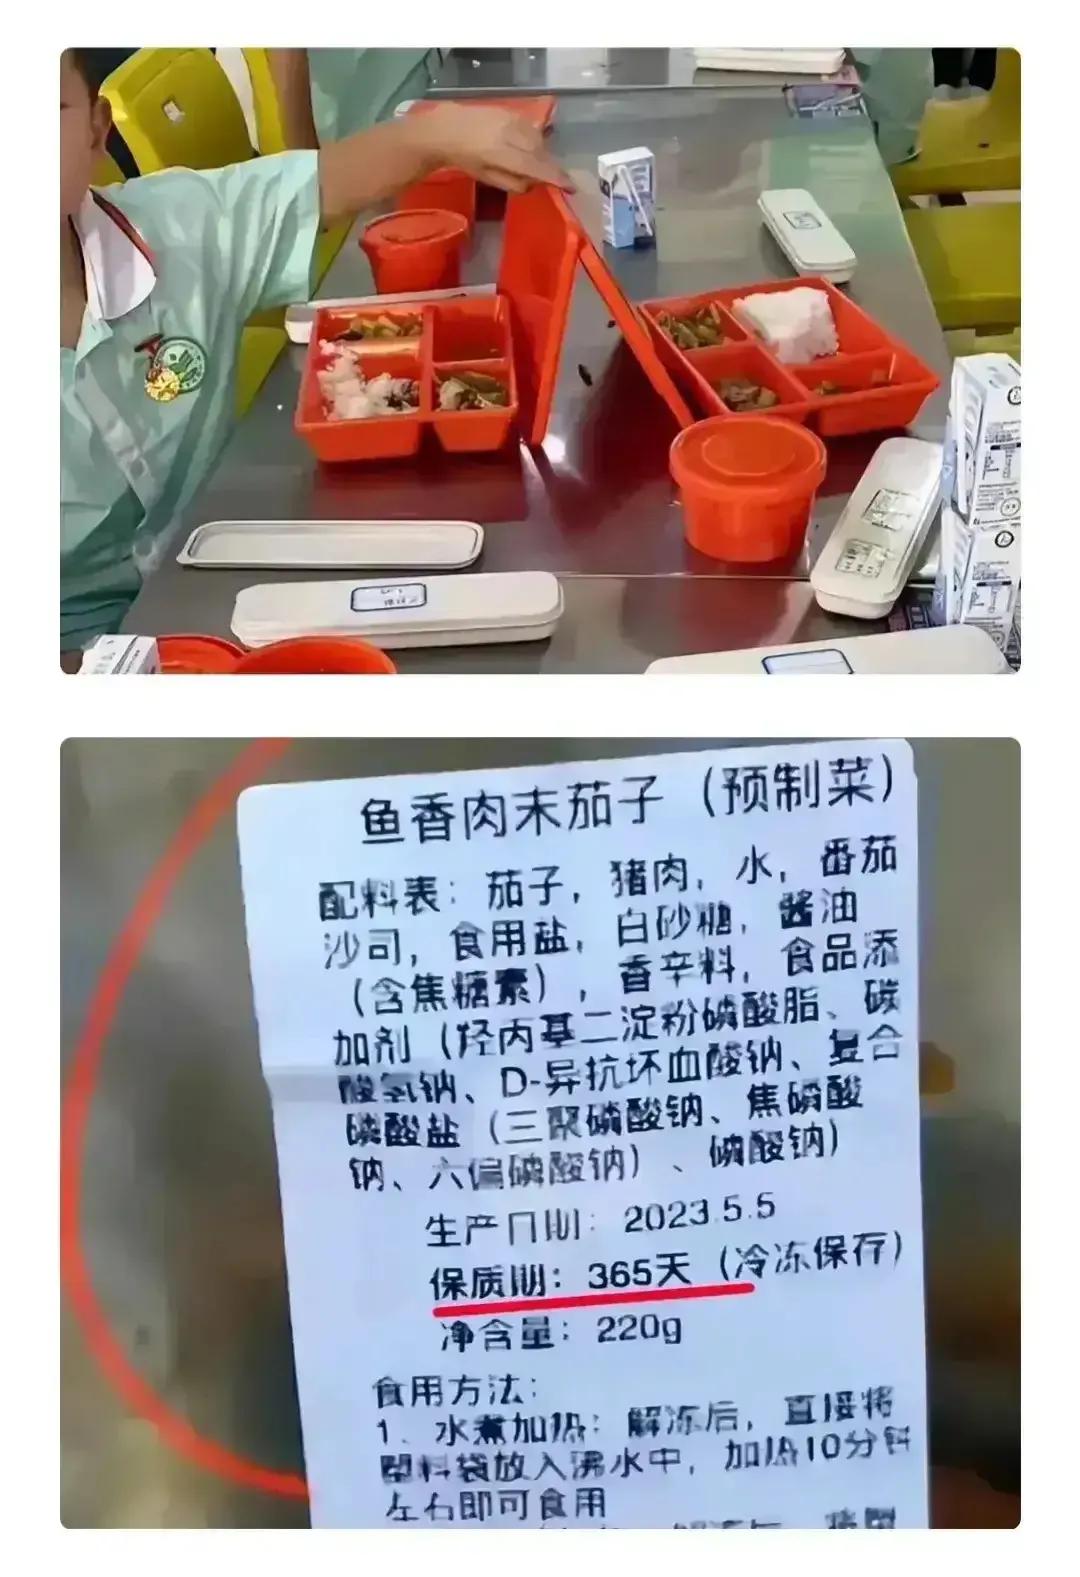 鱼香肉末茄子（预制菜）
配料表：茄子，猪肉，水，番茄
沙司，食用盐，白砂糖，酱油
（含焦糖素），香辛料，食品添
加剂（羟丙基二淀粉磷酸脂、碳
酸氢钠、D-异抗坏血酸钠、复合
磷酸盐（三聚磷酸钠、焦磷酸
钠、六偏磷酸钠）、磷酸钠）
生产日期：2023.5.5
保质期：365天（冷冻保存）
净含量：220g
食用方法：
1、水煮加热：解冻后，直接将
塑料袋放入沸水中，加热10分钟
左右即可食用